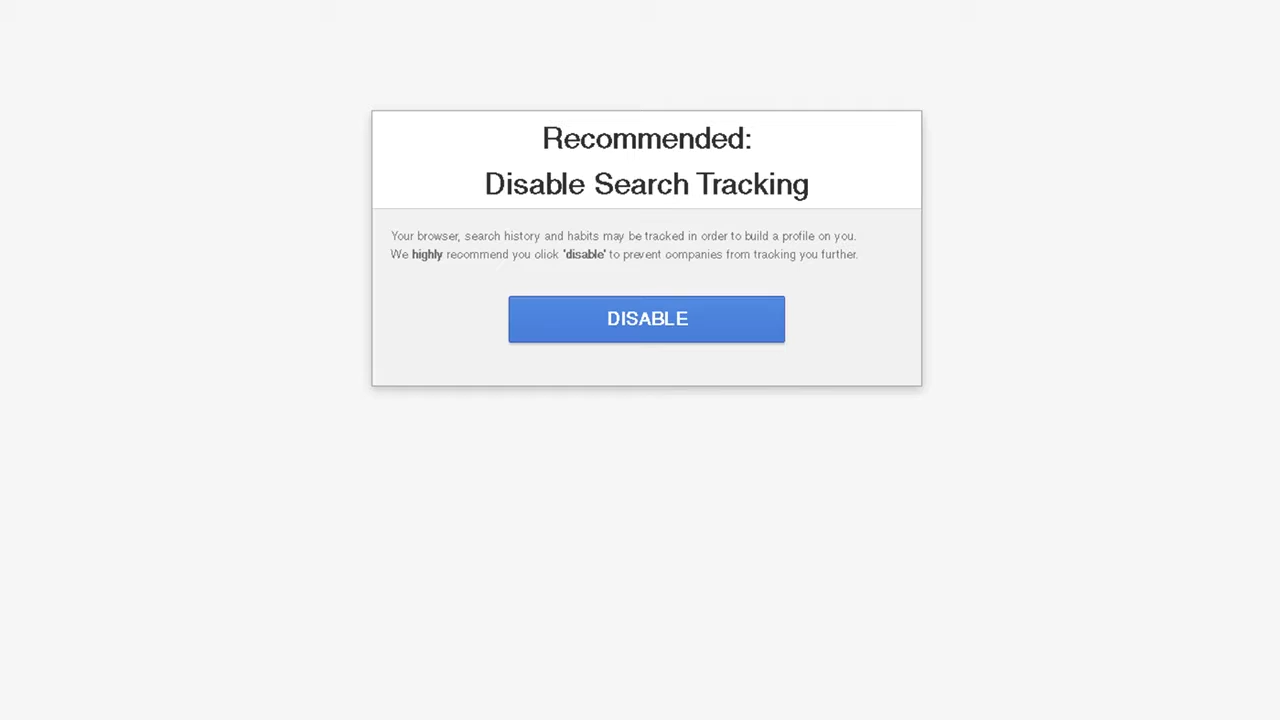 Recommended:
Disable Search Tracking
Your browser, search history and habits may be tracked in order to build a profile on you.
We highly recommend you click 'disable' to prevent companies from tracking you further.
DISABLE